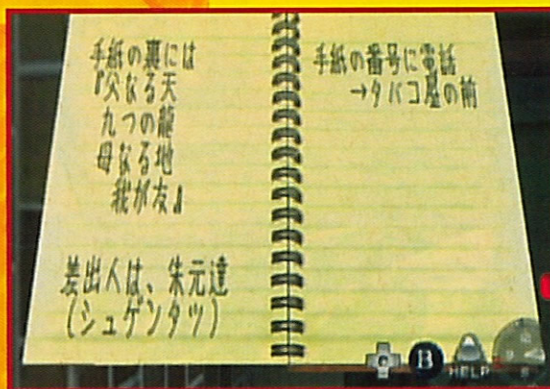 手紙の裏には
『父なる天
九つの龍
母なる地
我が友』
差出人は、朱元達
(シュゲンタツ)
手紙の番号に電話
→タバコ屋の前
B
HELP